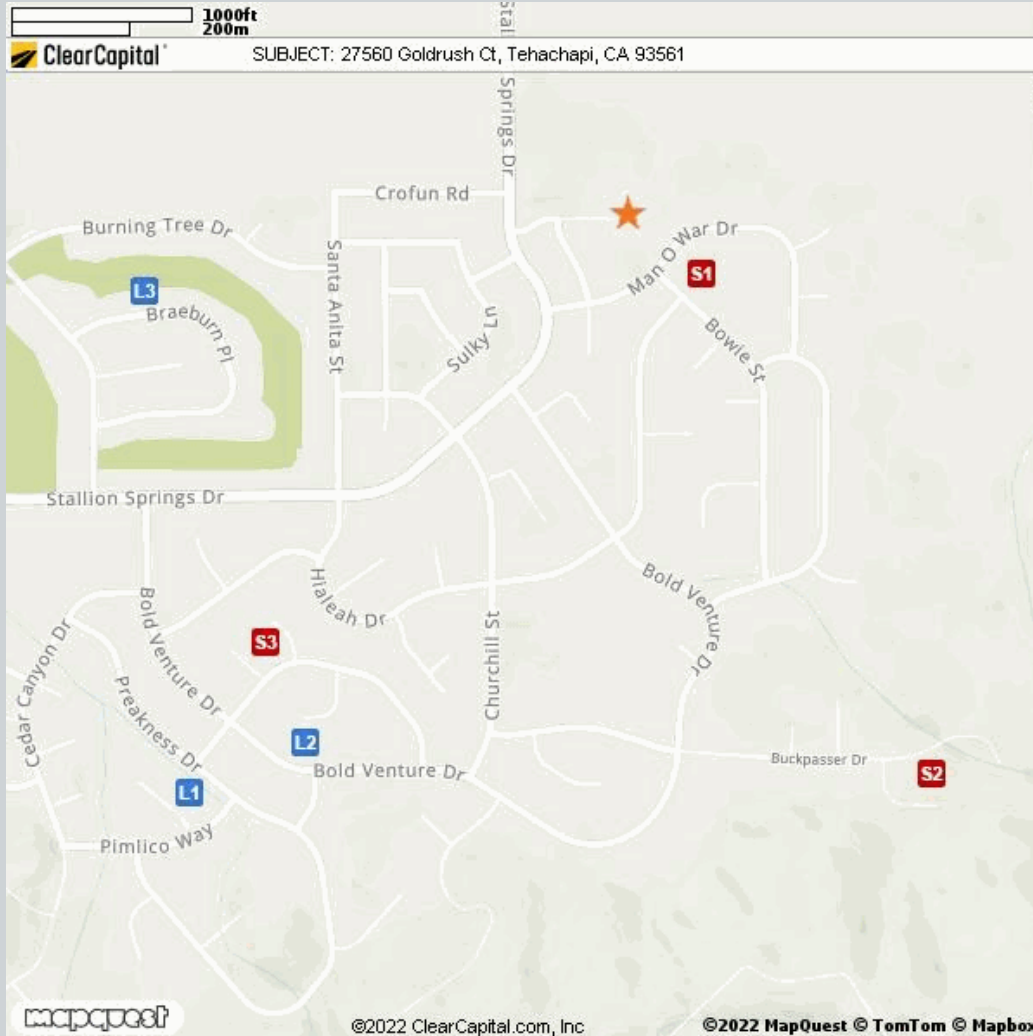 1000ft
200m
ClearCapital
SUBJECT: 27560 Goldrush Ct, Tehachapi, CA 93561
Stal
Springs Dr
Crofun Rd
Burning Tree Dr
Man O War Dr
S1
Santa Anita St
L3
Braeburn Pl
Sulky Ln
Bowie St
Stallion Springs Dr
Hialeah Dr
Bold Venture Dr
Bold Venture Dr
S3
Churchill St
Cedar Canyon Dr
Preakness Dr
L2
Bold Venture Dr
Buckpasser Dr
S2
L1
Pimlico Way
mapquest
©2022 ClearCapital.com, Inc
©2022 MapQuest © TomTom © Mapbo